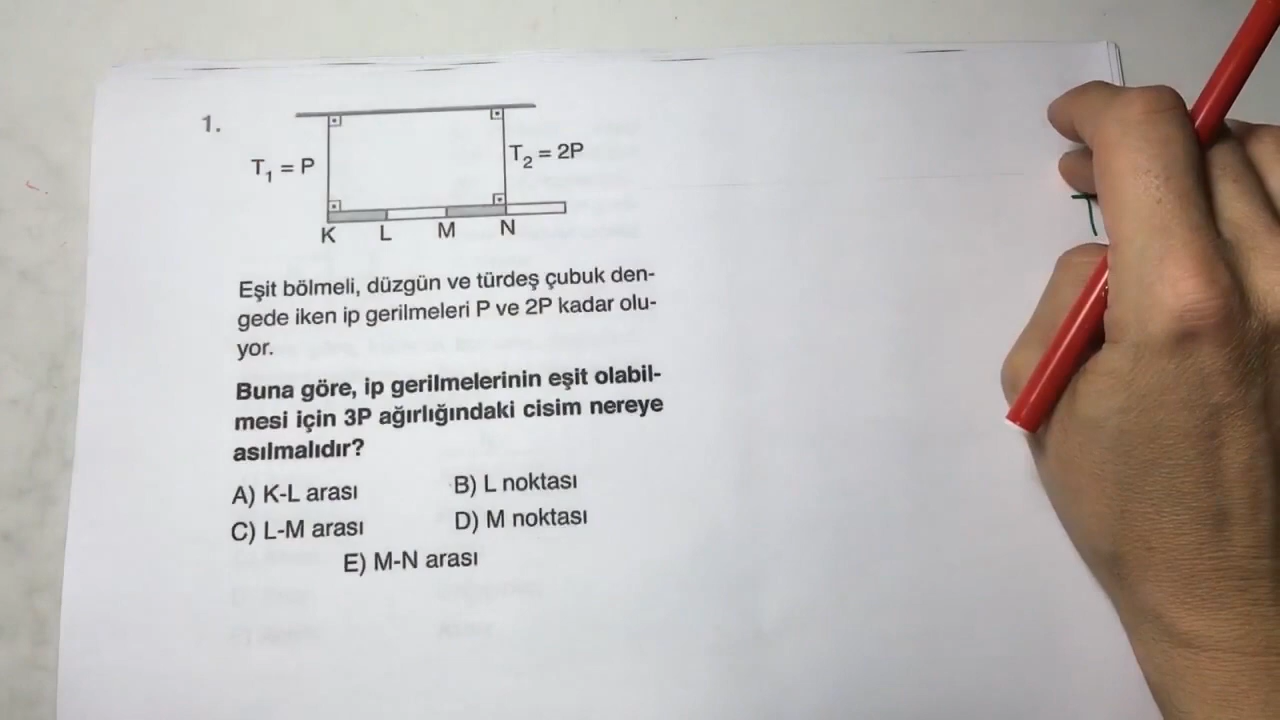 1.
T₁ = P
T₂ = 2P
K L M N
Eşit bölmeli, düzgün ve türdeş çubuk den-
gede iken ip gerilmeleri P ve 2P kadar olu-
yor.
Buna göre, ip gerilmelerinin eşit olabil-
mesi için 3P ağırlığındaki cisim nereye
asılmalıdır?
A) K-L arası B) L noktası
C) L-M arası D) M noktası
E) M-N arası